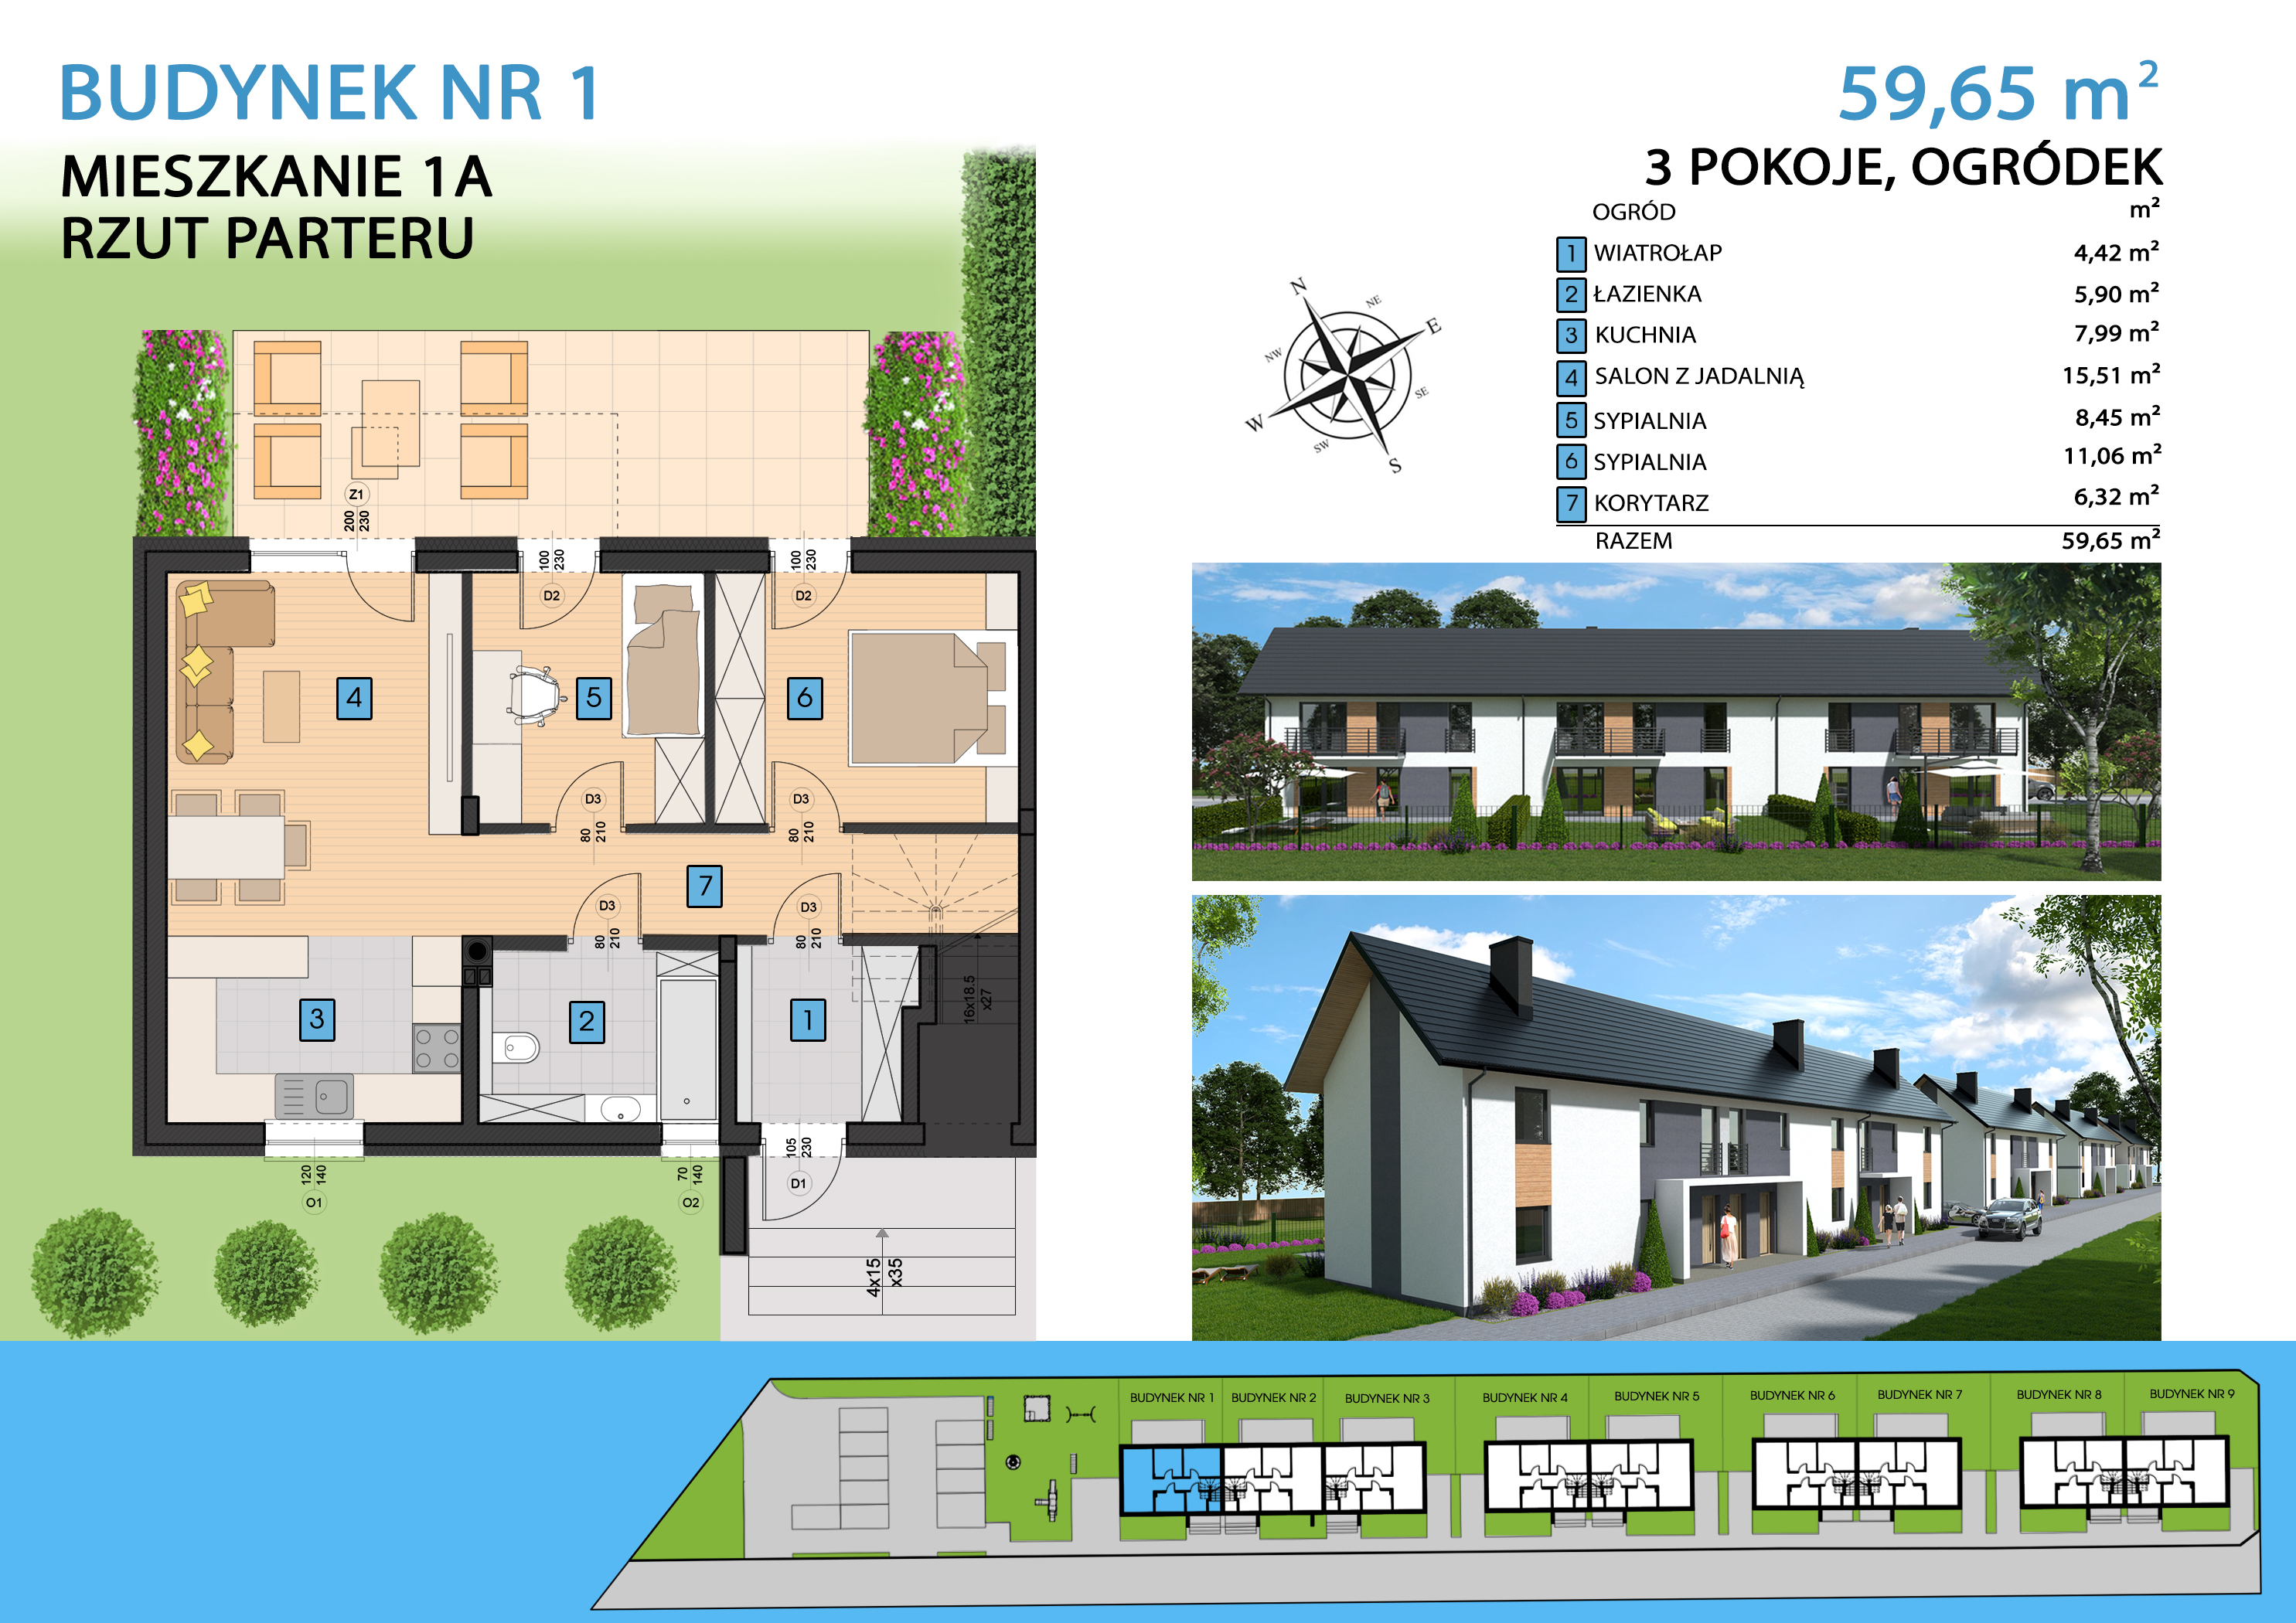 BUDYNEK NR 1
MIESZKANIE 1A
RZUT PARTERU
59,65 m²
3 POKOJE, OGRÓDEK
OGRÓD m²
1 WIATROŁAP 4,42 m²
2 ŁAZIENKA 5,90 m²
3 KUCHNIA 7,99 m²
4 SALON Z JADALNIĄ 15,51 m²
5 SYPIALNIA 8,45 m²
6 SYPIALNIA 11,06 m²
7 KORYTARZ 6,32 m²
RAZEM 59,65 m²
N
NE
E
SE
S
SW
W
NW
Z1
200
230
100
230
D2
100
230
D2
4
5
6
D3
80
210
D3
80
210
7
D3
80
210
D3
80
210
3
2
1
16x18.5
x27
120
140
O1
70
140
O2
105
230
D1
4x15
x35
BUDYNEK NR 1
BUDYNEK NR 2
BUDYNEK NR 3
BUDYNEK NR 4
BUDYNEK NR 5
BUDYNEK NR 6
BUDYNEK NR 7
BUDYNEK NR 8
BUDYNEK NR 9